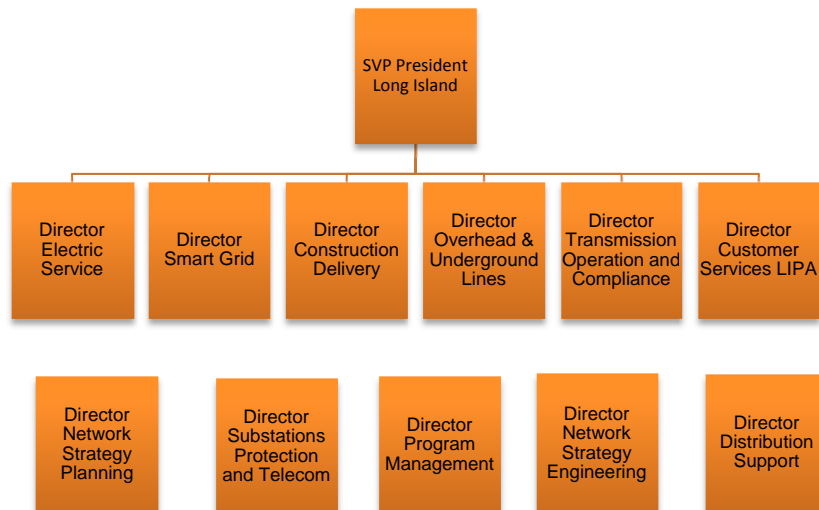 SVP President
Long Island
Director
Electric
Service
Director
Smart Grid
Director
Construction
Delivery
Director
Overhead &
Underground
Lines
Director
Transmission
Operation and
Compliance
Director
Customer
Services LIPA
Director
Network
Strategy
Planning
Director
Substations
Protection
and Telecom
Director
Program
Management
Director
Network
Strategy
Engineering
Director
Distribution
Support